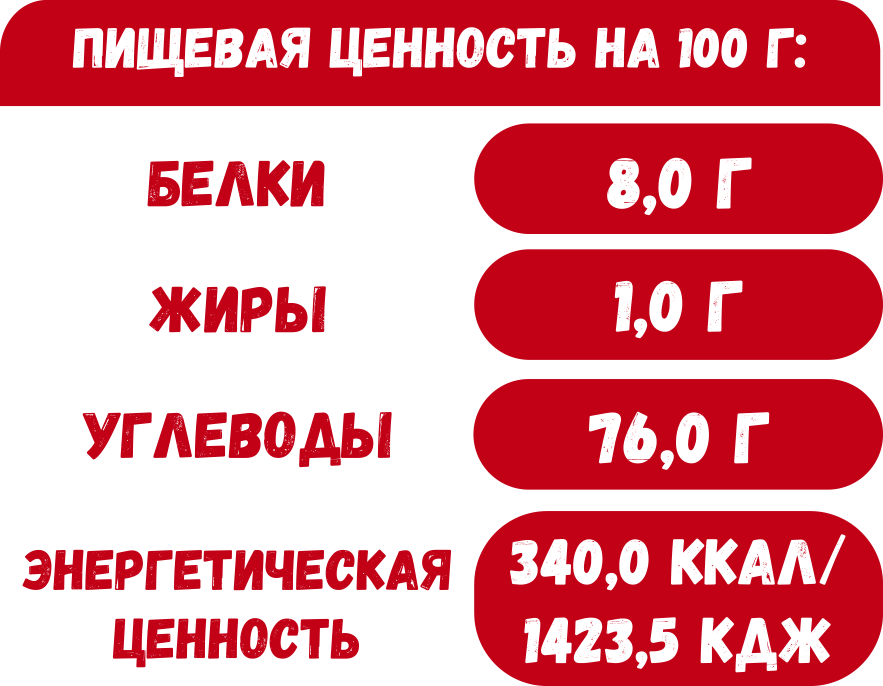 ПИЩЕВАЯ ЦЕННОСТЬ НА 100 Г:
БЕЛКИ
8,0 Г
ЖИРЫ
1,0 Г
УГЛЕВОДЫ
76,0 Г
ЭНЕРГЕТИЧЕСКАЯ
ЦЕННОСТЬ
340,0 ККАЛ/
1423,5 КДЖ